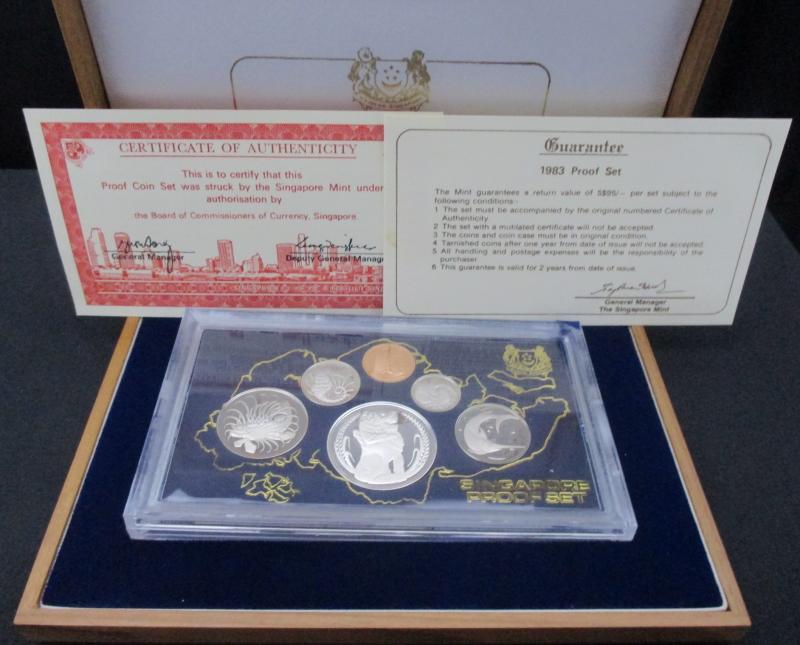 CERTIFICATE OF AUTHENTICITY
This is to certify that this
Proof Coin Set was struck by the Singapore Mint under
authorisation by
the Board of Commissioners of Currency, Singapore.
General Manager
Deputy General Manage
Guarantee
1983 Proof Set
The Mint guarantees a return value of S$95/- per set subject to the
following conditions:-
1 The set must be accompanied by the original numbered Certificate of
Authenticity.
2 The set with a mutilated certificate will not be accepted.
3 The coins and coin case must be in original condition.
4 Tarnished coins after one year from date of issue will not be accepted.
5 All handling and postage expenses will be the responsibility of the
purchaser
6 This guarantee is valid for 2 years from date of issue.
General Manager
The Singapore Mint
SINGAPORE
PROOF SET